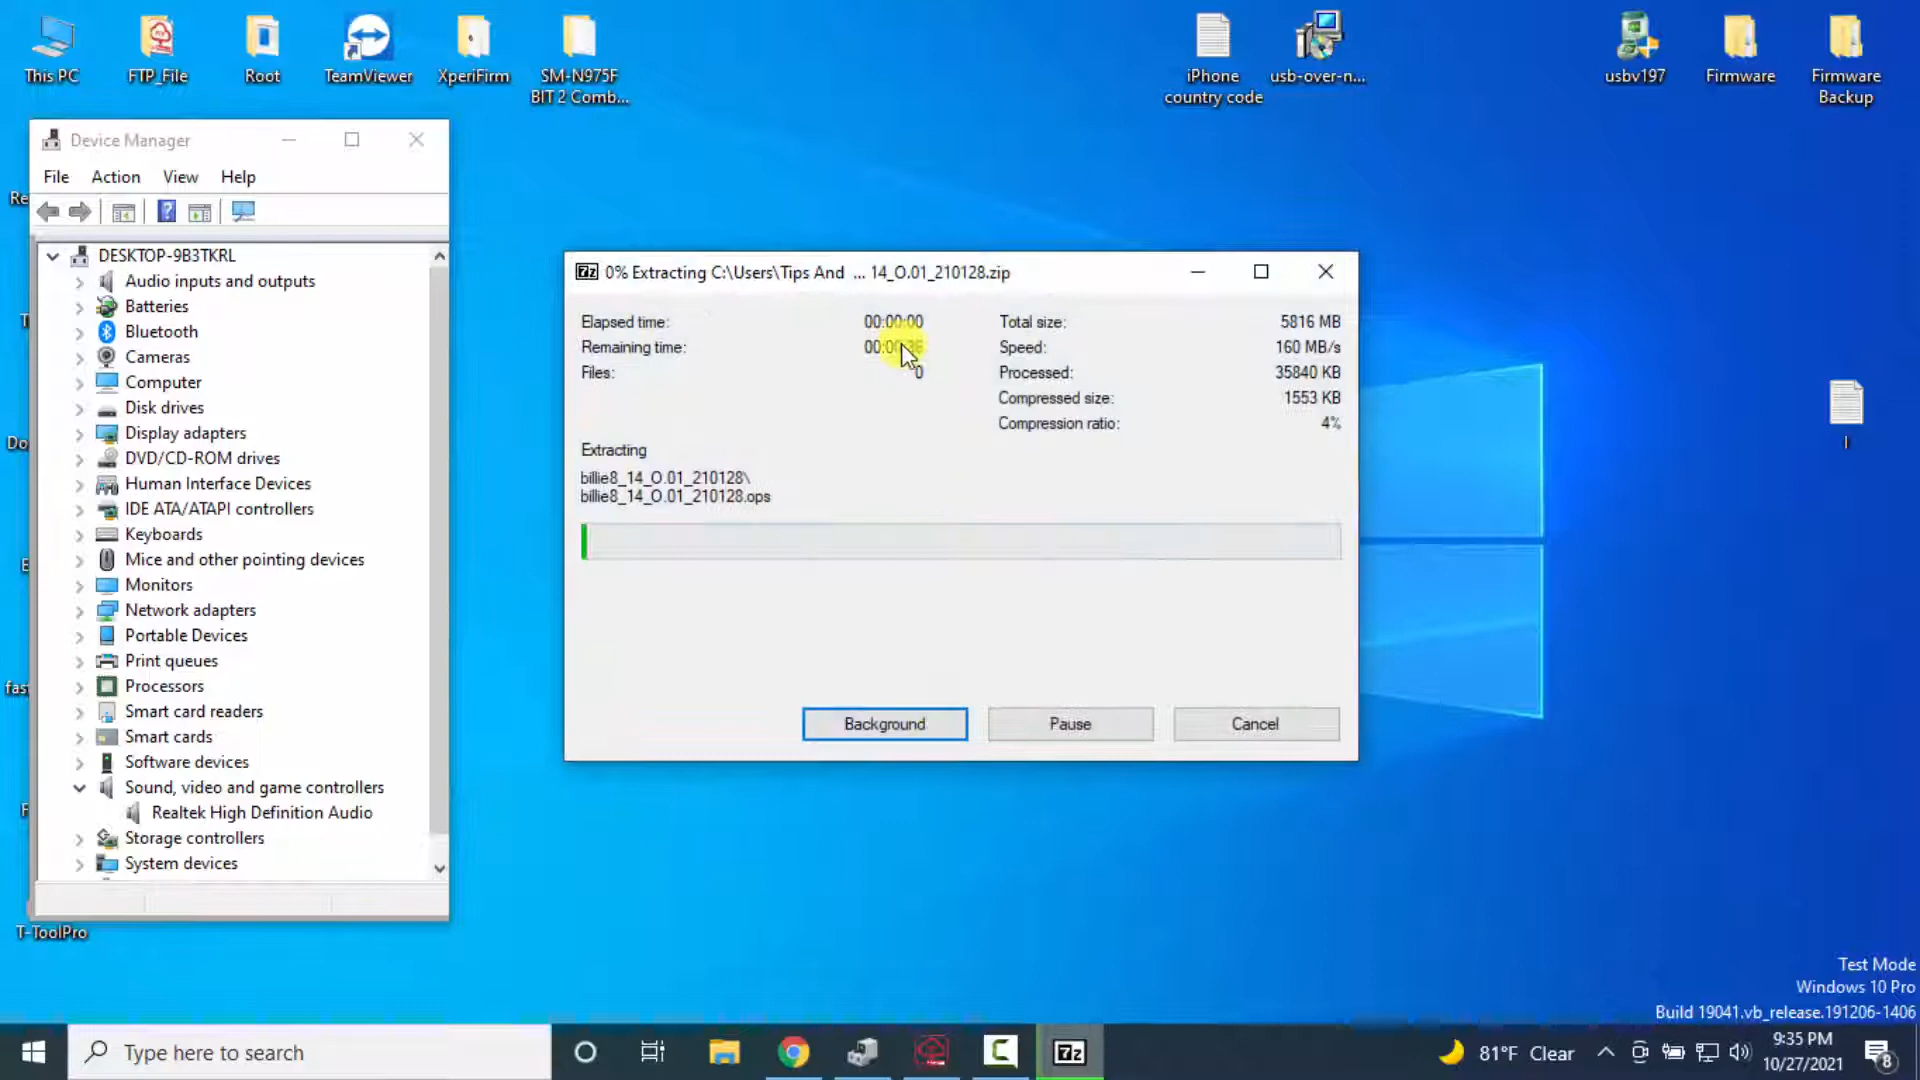 This PC
FTP_File
Root
TeamViewer
XperiFirm
SM-N975F
BIT 2 Comb...
iPhone
country code
usb-over-n...
usbv197
Firmware
Firmware
Backup
Device Manager
File Action View Help
DESKTOP-9B3TKRL
Audio inputs and outputs
Batteries
Bluetooth
Cameras
Computer
Disk drives
Display adapters
DVD/CD-ROM drives
Human Interface Devices
IDE ATA/ATAPI controllers
Keyboards
Mice and other pointing devices
Monitors
Network adapters
Portable Devices
Print queues
Processors
Smart card readers
Smart cards
Software devices
Sound, video and game controllers
Realtek High Definition Audio
Storage controllers
System devices
Re
Do
fas
T-ToolPro
7z 0% Extracting C:\Users\Tips And ... 14_O.01_210128.zip
Elapsed time: 00:00:00
Remaining time: 00:00:36
Files: 0
Total size: 5816 MB
Speed: 160 MB/s
Processed: 35840 KB
Compressed size: 1553 KB
Compression ratio: 4%
Extracting
billie8_14_O.01_210128\
billie8_14_O.01_210128.ops
Background
Pause
Cancel
Test Mode
Windows 10 Pro
Build 19041.vb_release.191206-1406
Type here to search
7z
81°F Clear
9:35 PM
10/27/2021
8